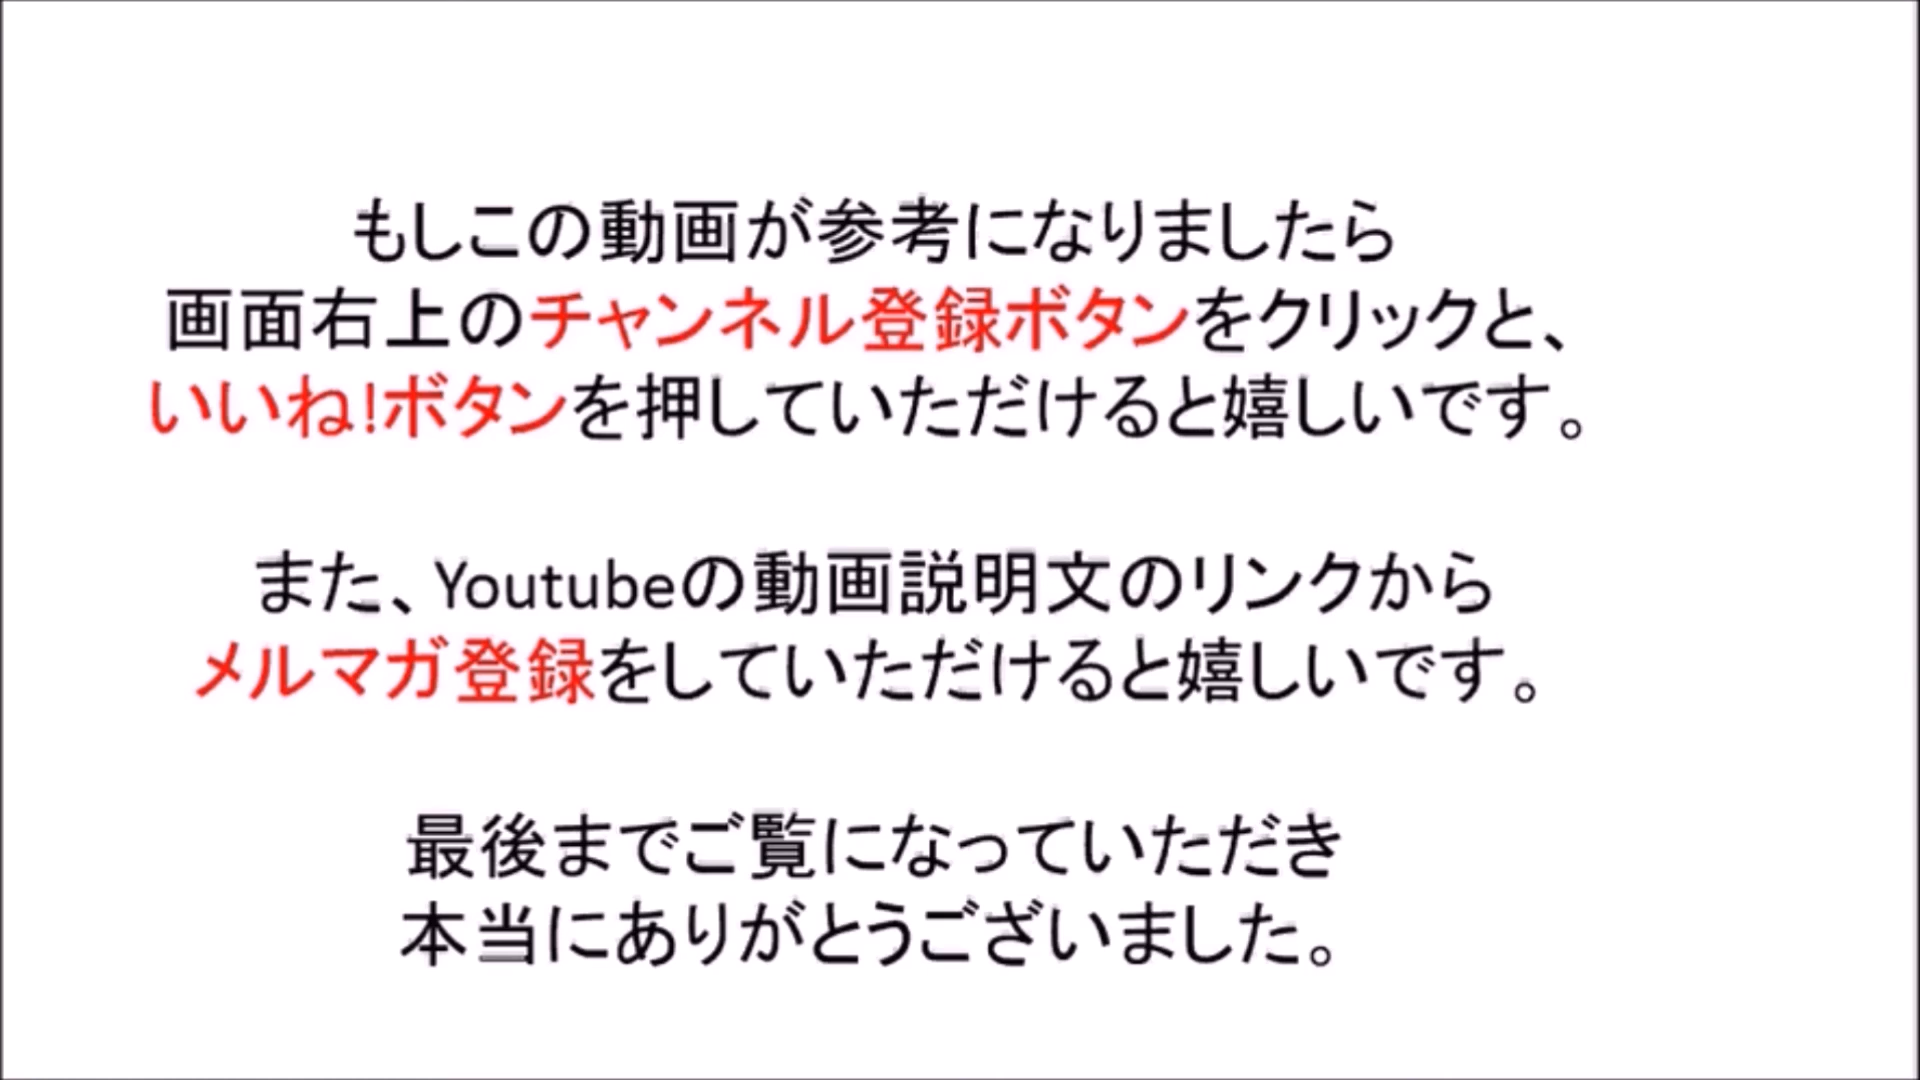 もしこの動画が参考になりましたら
画面右上のチャンネル登録ボタンをクリックと、
いいね!ボタンを押していただけると嬉しいです。
また、Youtubeの動画説明文のリンクから
メルマガ登録をしていただけると嬉しいです。
最後までご覧になっていただき
本当にありがとうございました。